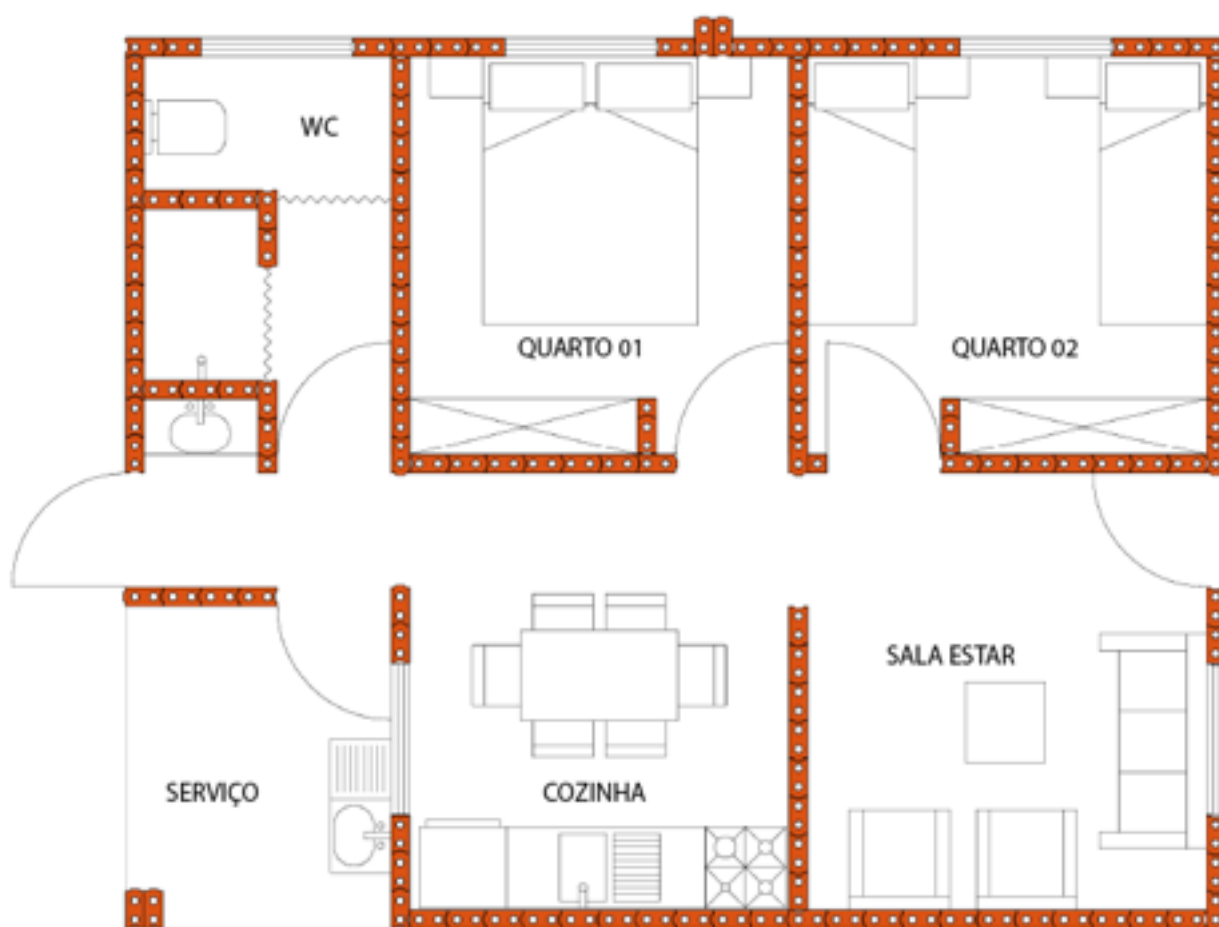 WC
QUARTO 01
QUARTO 02
SALA ESTAR
SERVIÇO
COZINHA